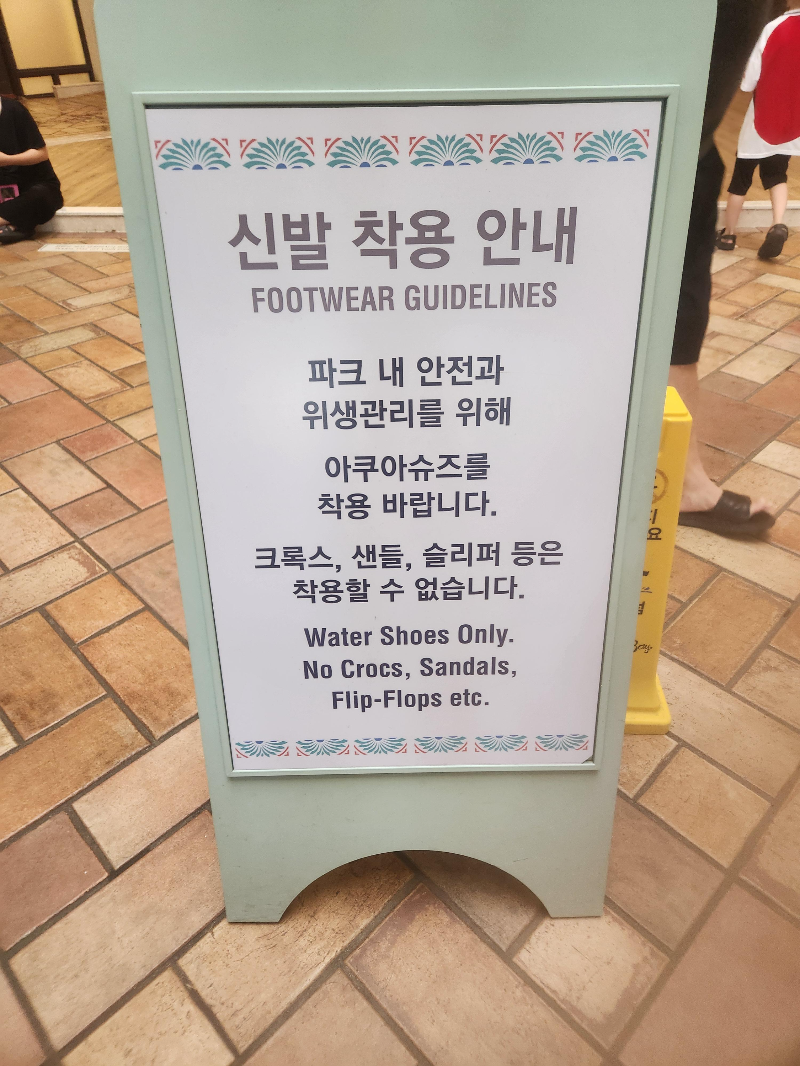 신발 착용 안내
FOOTWEAR GUIDELINES
파크 내 안전과
위생관리를 위해
아쿠아슈즈를
착용 바랍니다.
크록스, 샌들, 슬리퍼 등은
착용할 수 없습니다.
Water Shoes Only.
No Crocs, Sandals,
Flip-Flops etc.
요
Bay